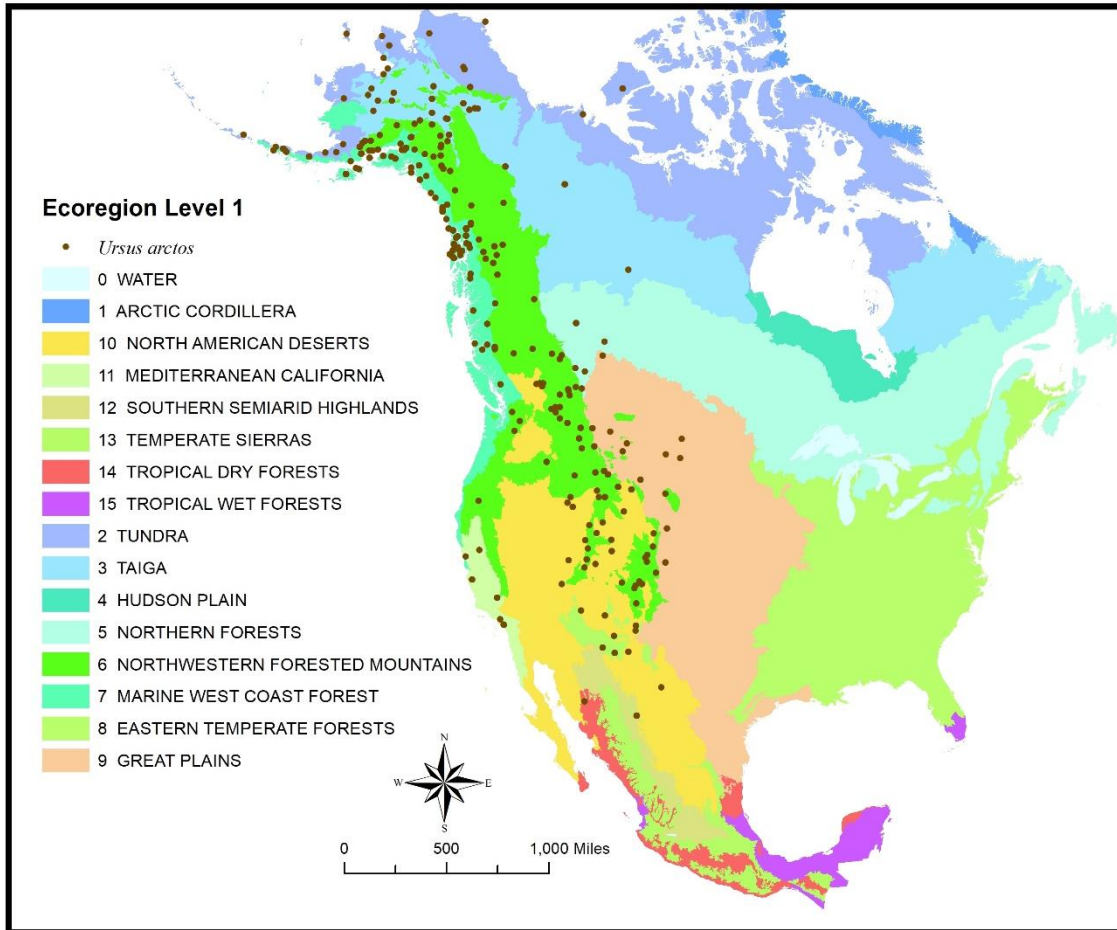 Ecoregion Level 1
Ursus arctos
0 WATER
1 ARCTIC CORDILLERA
10 NORTH AMERICAN DESERTS
11 MEDITERRANEAN CALIFORNIA
12 SOUTHERN SEMIARID HIGHLANDS
13 TEMPERATE SIERRAS
14 TROPICAL DRY FORESTS
15 TROPICAL WET FORESTS
2 TUNDRA
3 TAIGA
4 HUDSON PLAIN
5 NORTHERN FORESTS
6 NORTHWESTERN FORESTED MOUNTAINS
7 MARINE WEST COAST FOREST
8 EASTERN TEMPERATE FORESTS
9 GREAT PLAINS
N
W E
S
0 500 1,000 Miles